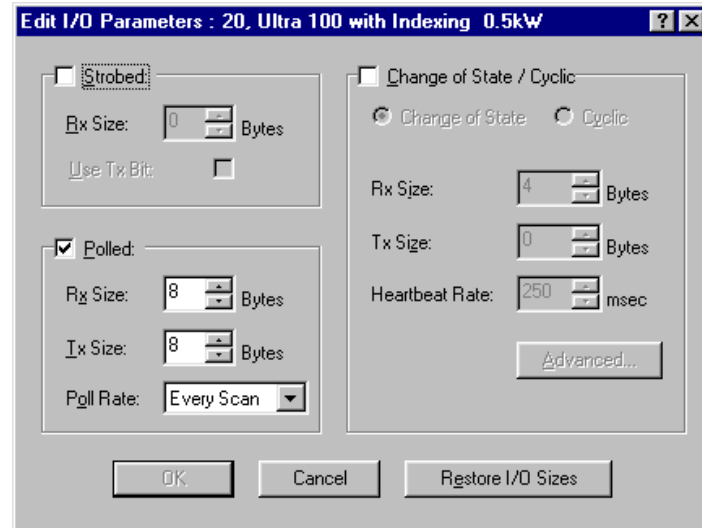 Edit I/O Parameters : 20, Ultra 100 with Indexing 0.5kW ? X
Strobed:
Rx Size: 0 Bytes
Use Tx Bit:
Polled:
Rx Size: 8 Bytes
Tx Size: 8 Bytes
Poll Rate: Every Scan
Change of State / Cyclic
Change of State Cyclic
Rx Size: 4 Bytes
Tx Size: 0 Bytes
Heartbeat Rate: 250 msec
Advanced...
OK Cancel Restore I/O Sizes